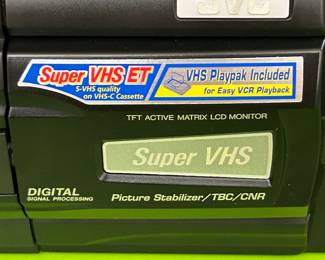 JVC
Super VHS ET
S-VHS quality
on VHS-C Cassette
VHS Playpak Included
for Easy VCR Playback
TFT ACTIVE MATRIX LCD MONITOR
Super VHS
DIGITAL
SIGNAL PROCESSING
Picture Stabilizer/TBC/CNR